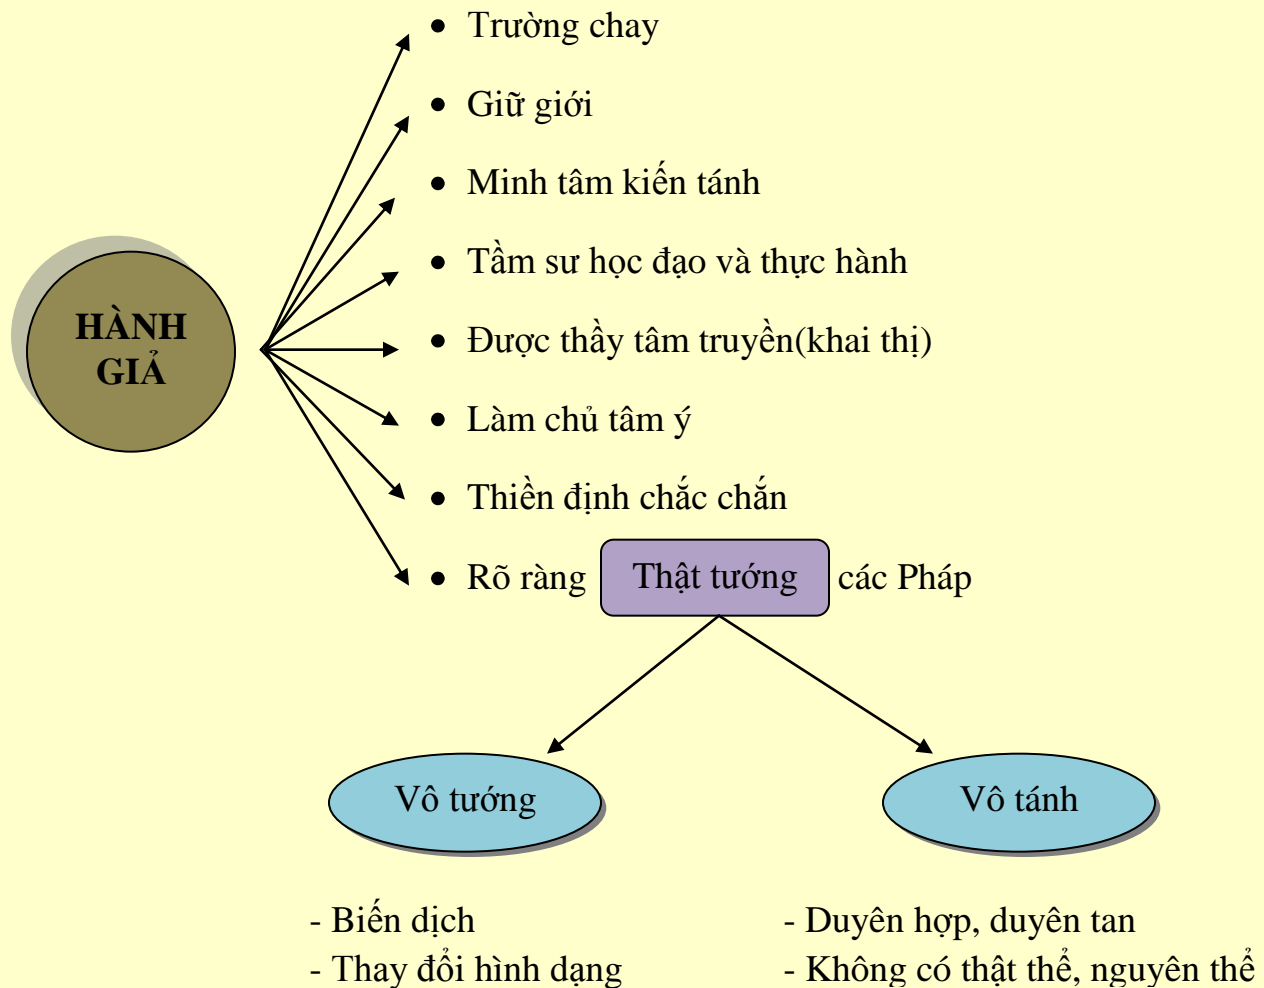 • Trường chay
• Giữ giới
• Minh tâm kiến tánh
• Tầm sư học đạo và thực hành
HÀNH
GIẢ
• Được thầy tâm truyền(khai thị)
• Làm chủ tâm ý
• Thiền định chắc chắn
• Rõ ràng Thật tướng các Pháp
Vô tướng
Vô tánh
- Biến dịch
- Thay đổi hình dạng
- Duyên hợp, duyên tan
- Không có thật thể, nguyên thể